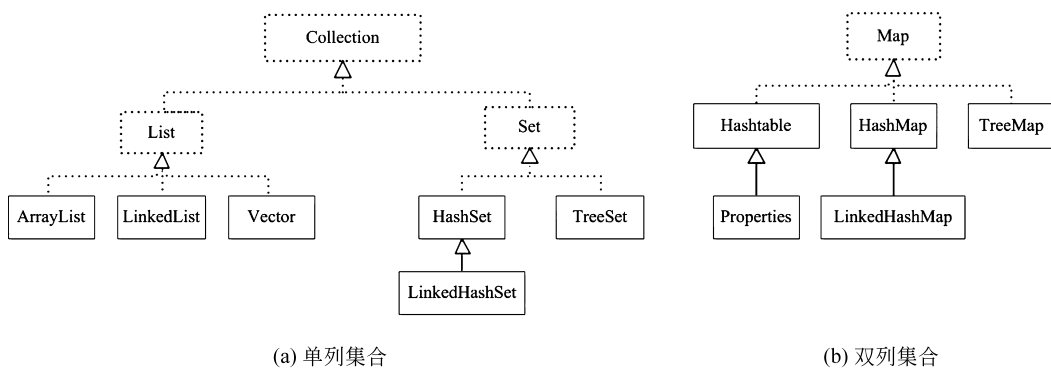 Collection
List
Set
ArrayList
LinkedList
Vector
HashSet
TreeSet
LinkedHashSet
(a) 单列集合
Map
Hashtable
HashMap
TreeMap
Properties
LinkedHashMap
(b) 双列集合